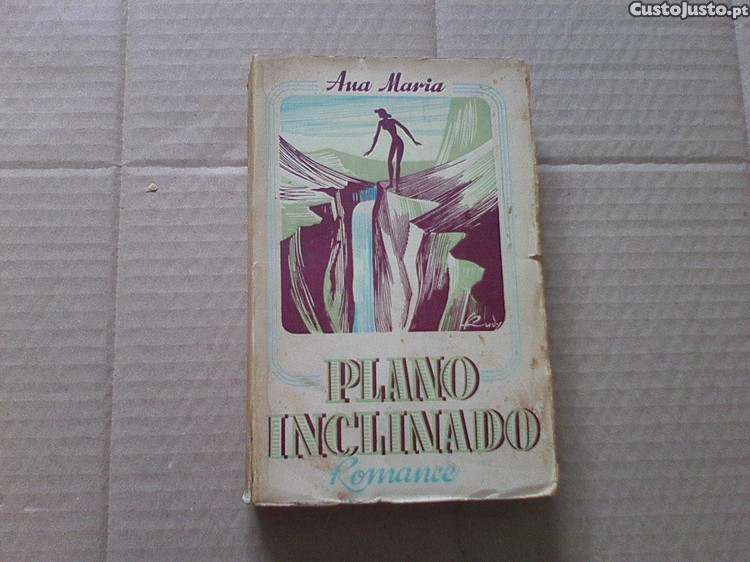 CustoJusto.pt
Ana Maria
PLANO
INCLINADO
Romance